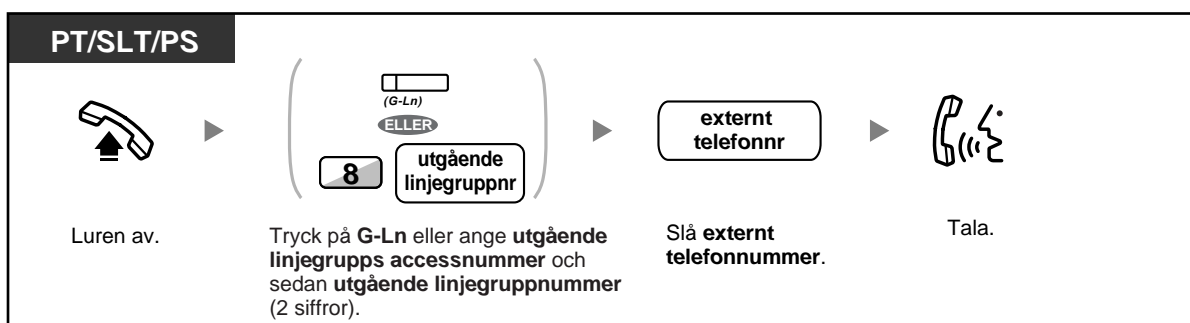 PT/SLT/PS
(G-Ln)
ELLER
8
utgående
linjegruppnr
externt
telefonnr
Luren av.
Tryck på G-Ln eller ange utgående
linjegrupps accessnummer och
sedan utgående linjegruppnummer
(2 siffror).
Slå externt
telefonnummer.
Tala.